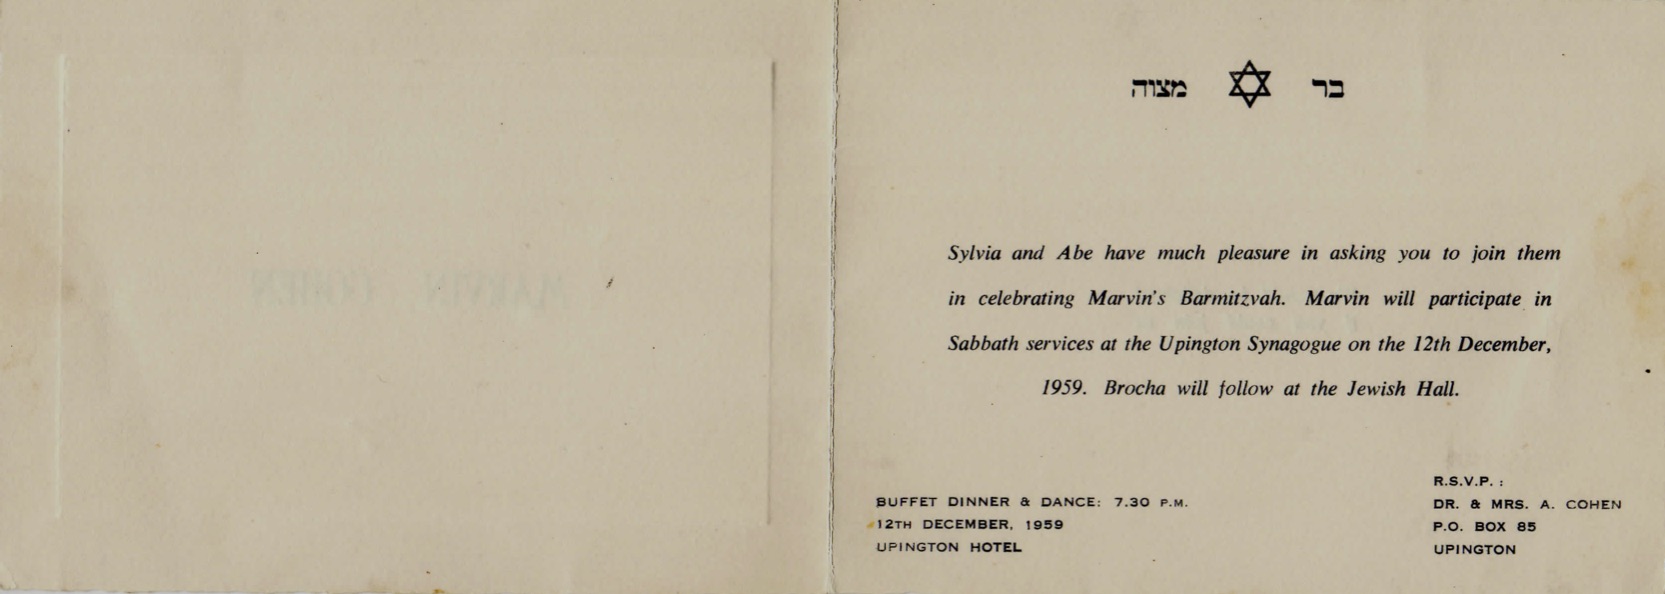 MARVIN COHEN
בר מצוה
Sylvia and Abe have much pleasure in asking you to join them
in celebrating Marvin's Barmitzvah. Marvin will participate in
Sabbath services at the Upington Synagogue on the 12th December,
1959. Brocha will follow at the Jewish Hall.
BUFFET DINNER & DANCE: 7.30 P.M.
12TH DECEMBER, 1959
UPINGTON HOTEL
R.S.V.P. :
DR. & MRS. A. COHEN
P.O. BOX 85
UPINGTON